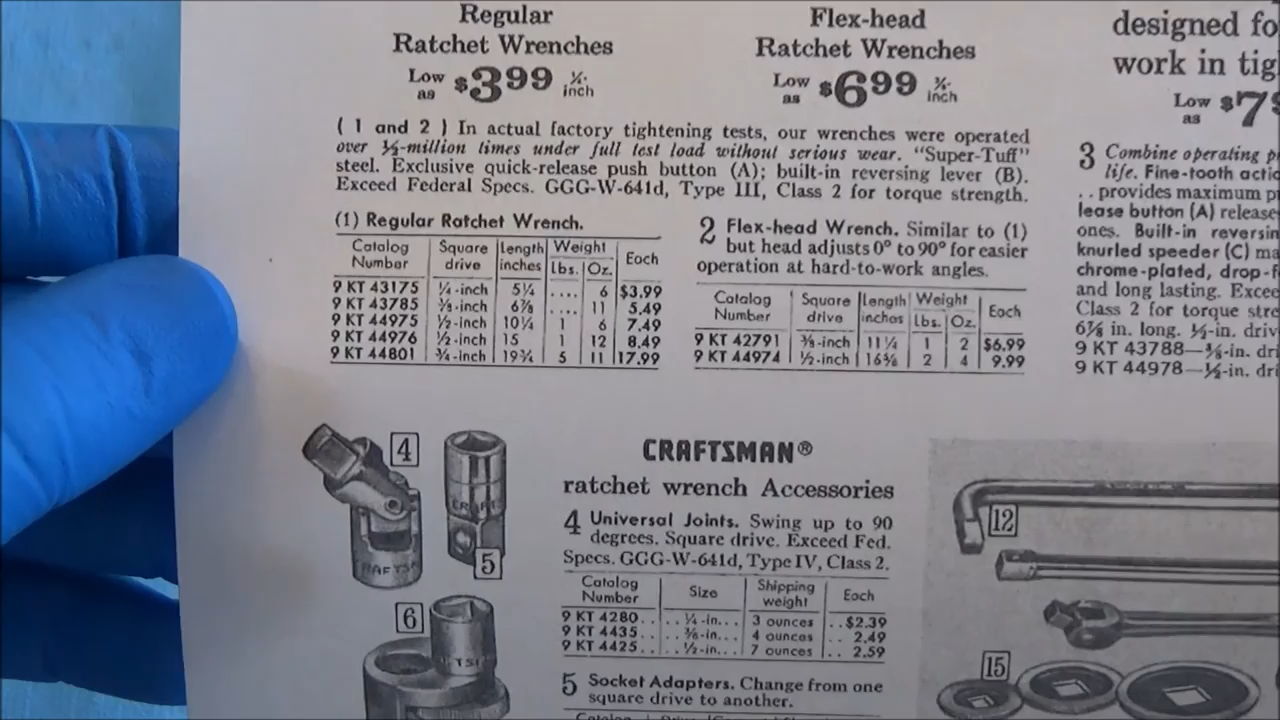 Regular
Ratchet Wrenches
Low as $3.99 ¼-inch
Flex-head
Ratchet Wrenches
Low as $6.99 ⅜-inch
designed fo
work in tig
Low $7
( 1 and 2 ) In actual factory tightening tests, our wrenches were operated
over ½-million times under full test load without serious wear. "Super-Tuff"
steel. Exclusive quick-release push button (A); built-in reversing lever (B).
Exceed Federal Specs. GGG-W-641d, Type III, Class 2 for torque strength.
(1) Regular Ratchet Wrench.
Catalog Number Square drive Length inches Weight Lbs. Oz. Each
9 KT 43175 ¼-inch 5¼ .... 6 $3.99
9 KT 43785 ⅜-inch 6⅞ .... 11 5.49
9 KT 44975 ½-inch 10¼ 1 6 7.49
9 KT 44976 ½-inch 15 1 12 8.49
9 KT 44801 ¾-inch 19¾ 5 11 17.99
2 Flex-head Wrench. Similar to (1)
but head adjusts 0° to 90° for easier
operation at hard-to-work angles.
Catalog Number Square drive Length inches Weight Lbs. Oz. Each
9 KT 42791 ⅜-inch 11¼ 1 2 $6.99
9 KT 44974 ½-inch 16⅝ 2 4 9.99
3 Combine operating p
life. Fine-tooth actio
. . provides maximum p
lease button (A) release
ones. Built-in reversin
knurled speeder (C) ma
chrome-plated, drop-f
and long lasting. Excee
Class 2 for torque stre
6⅞ in. long. ½-in. driv
9 KT 43788—⅜-in. dri
9 KT 44978—½-in. dri
4
5
6
CRAFTSMAN®
ratchet wrench Accessories
4 Universal Joints. Swing up to 90
degrees. Square drive. Exceed Fed.
Specs. GGG-W-641d, Type IV, Class 2.
Catalog Number Size Shipping weight Each
9 KT 4280.. ..¼-in... 3 ounces ..$2.39
9 KT 4435.. ..⅜-in... 4 ounces .. 2.49
9 KT 4425.. ..½-in... 7 ounces .. 2.59
5 Socket Adapters. Change from one
square drive to another.
12
15